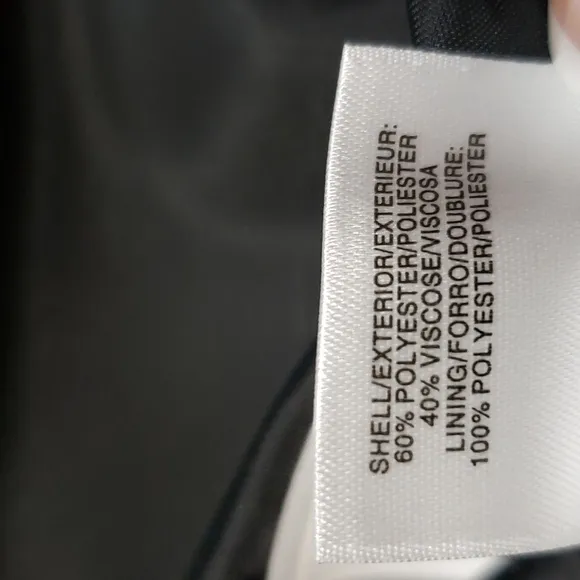 SHELL/EXTERIOR/EXTERIEUR:
60% POLYESTER/POLIESTER
40% VISCOSE/VISCOSA
LINING/FORRO/DOUBLURE:
100% POLYESTER/POLIESTER